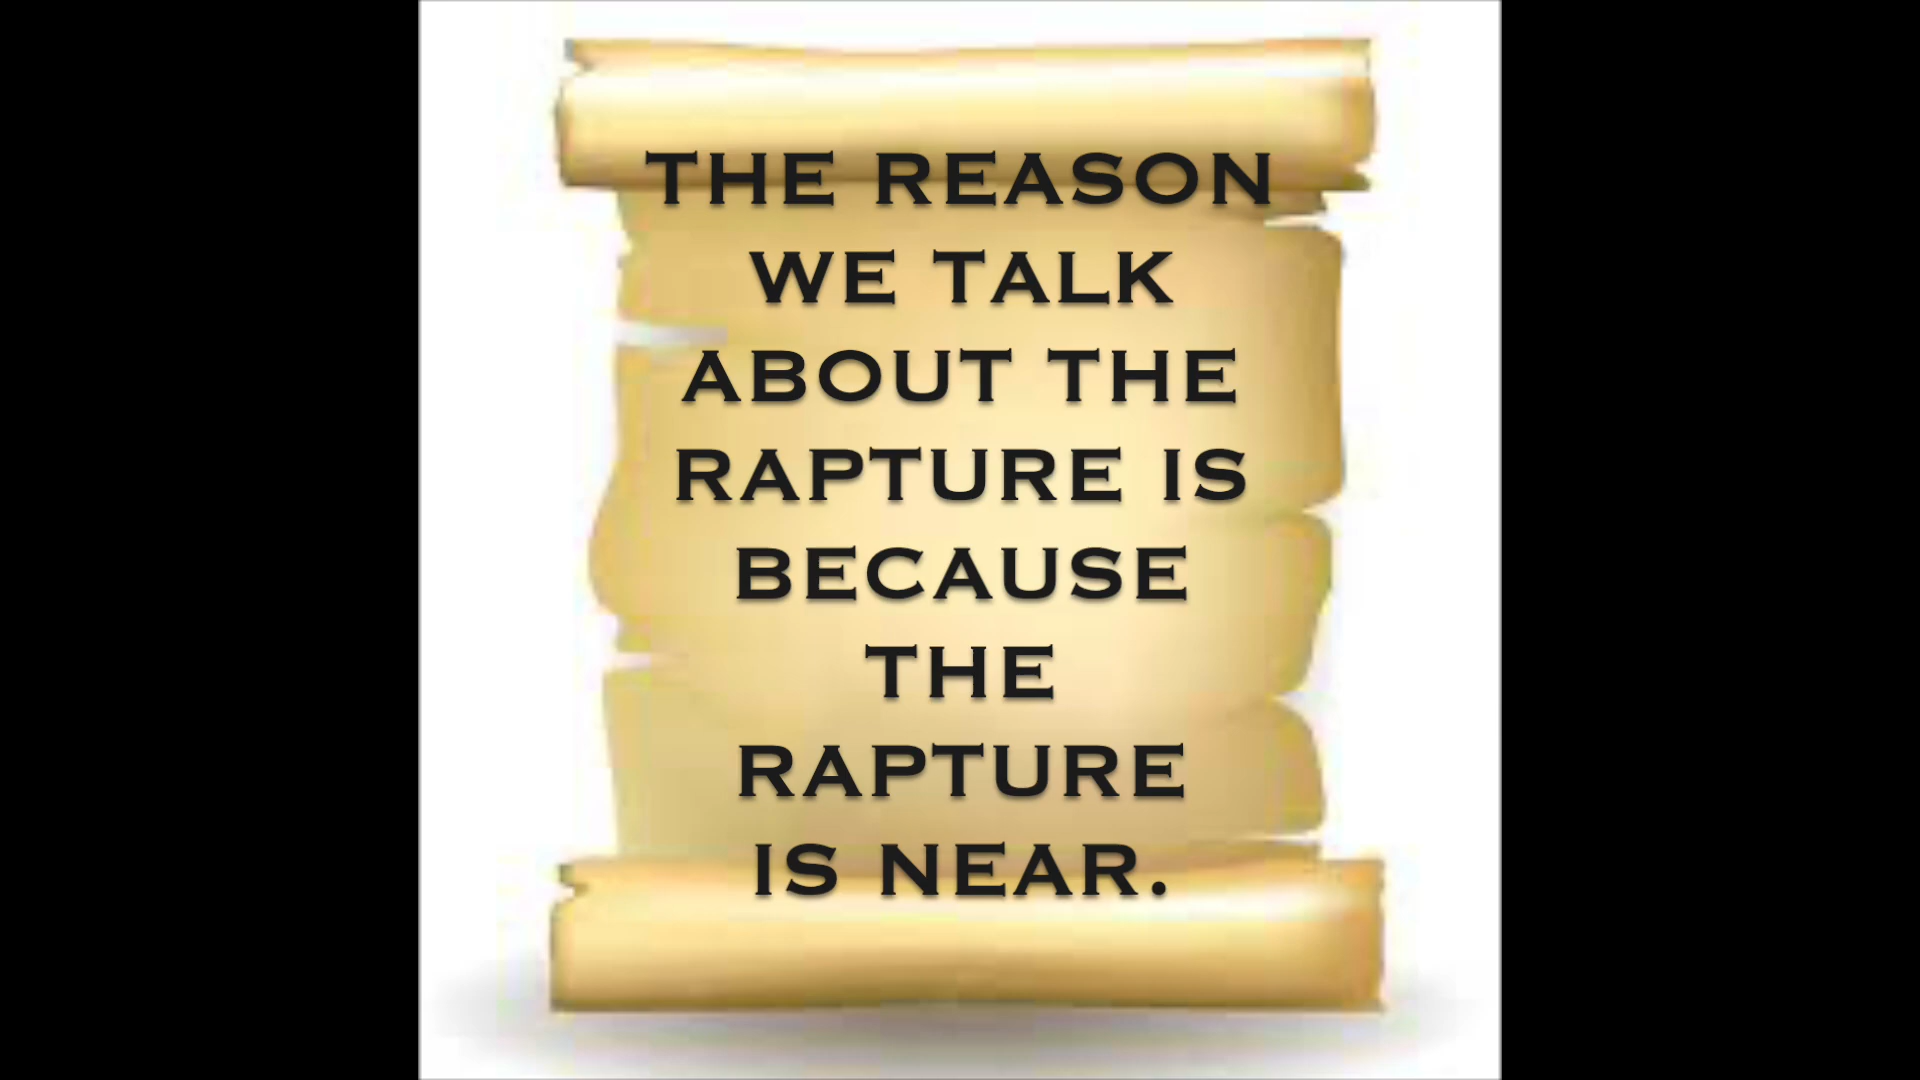 THE REASON
WE TALK
ABOUT THE
RAPTURE IS
BECAUSE
THE
RAPTURE
IS NEAR.